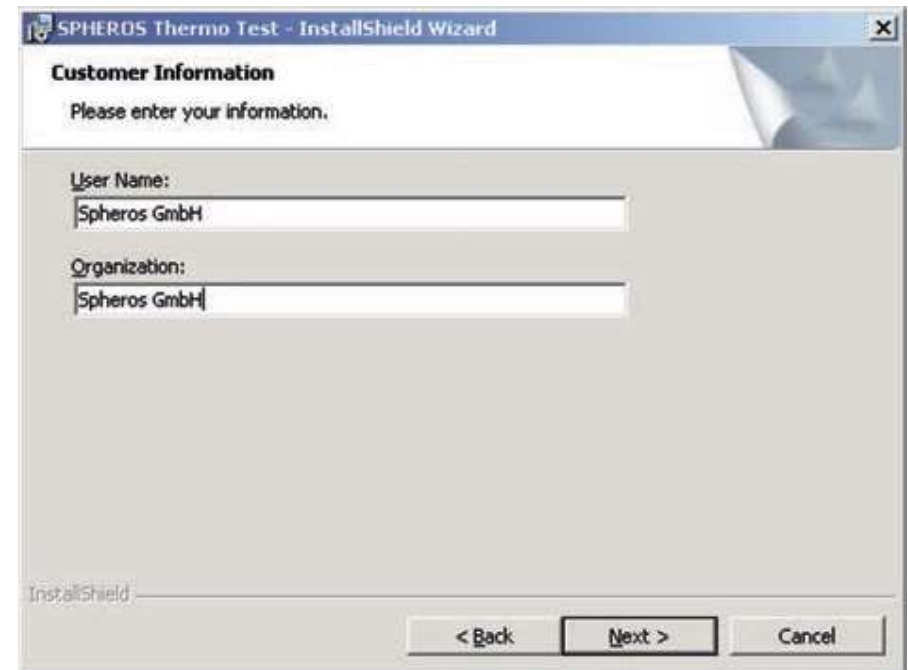 SPHEROS Thermo Test - InstallShield Wizard
Customer Information
Please enter your information.
User Name:
Spheros GmbH
Organization:
Spheros GmbH
InstallShield
< Back Next > Cancel